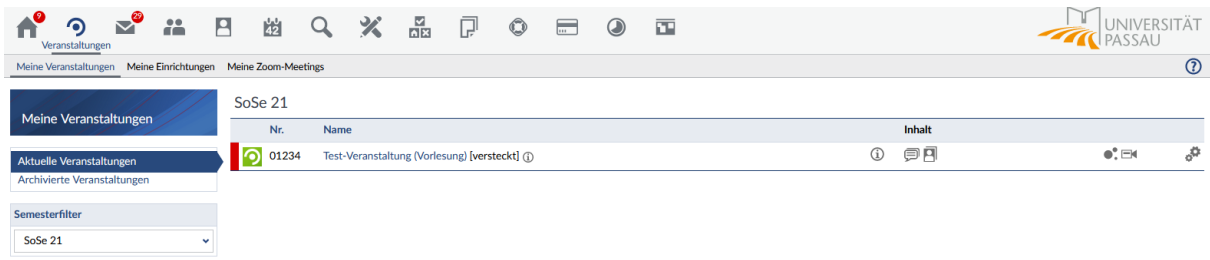 9
29
42
Veranstaltungen
UNIVERSITÄT
PASSAU
Meine Veranstaltungen Meine Einrichtungen Meine Zoom-Meetings
Meine Veranstaltungen
Aktuelle Veranstaltungen
Archivierte Veranstaltungen
Semesterfilter
SoSe 21
SoSe 21
Nr. Name Inhalt
01234 Test-Veranstaltung (Vorlesung) [versteckt]